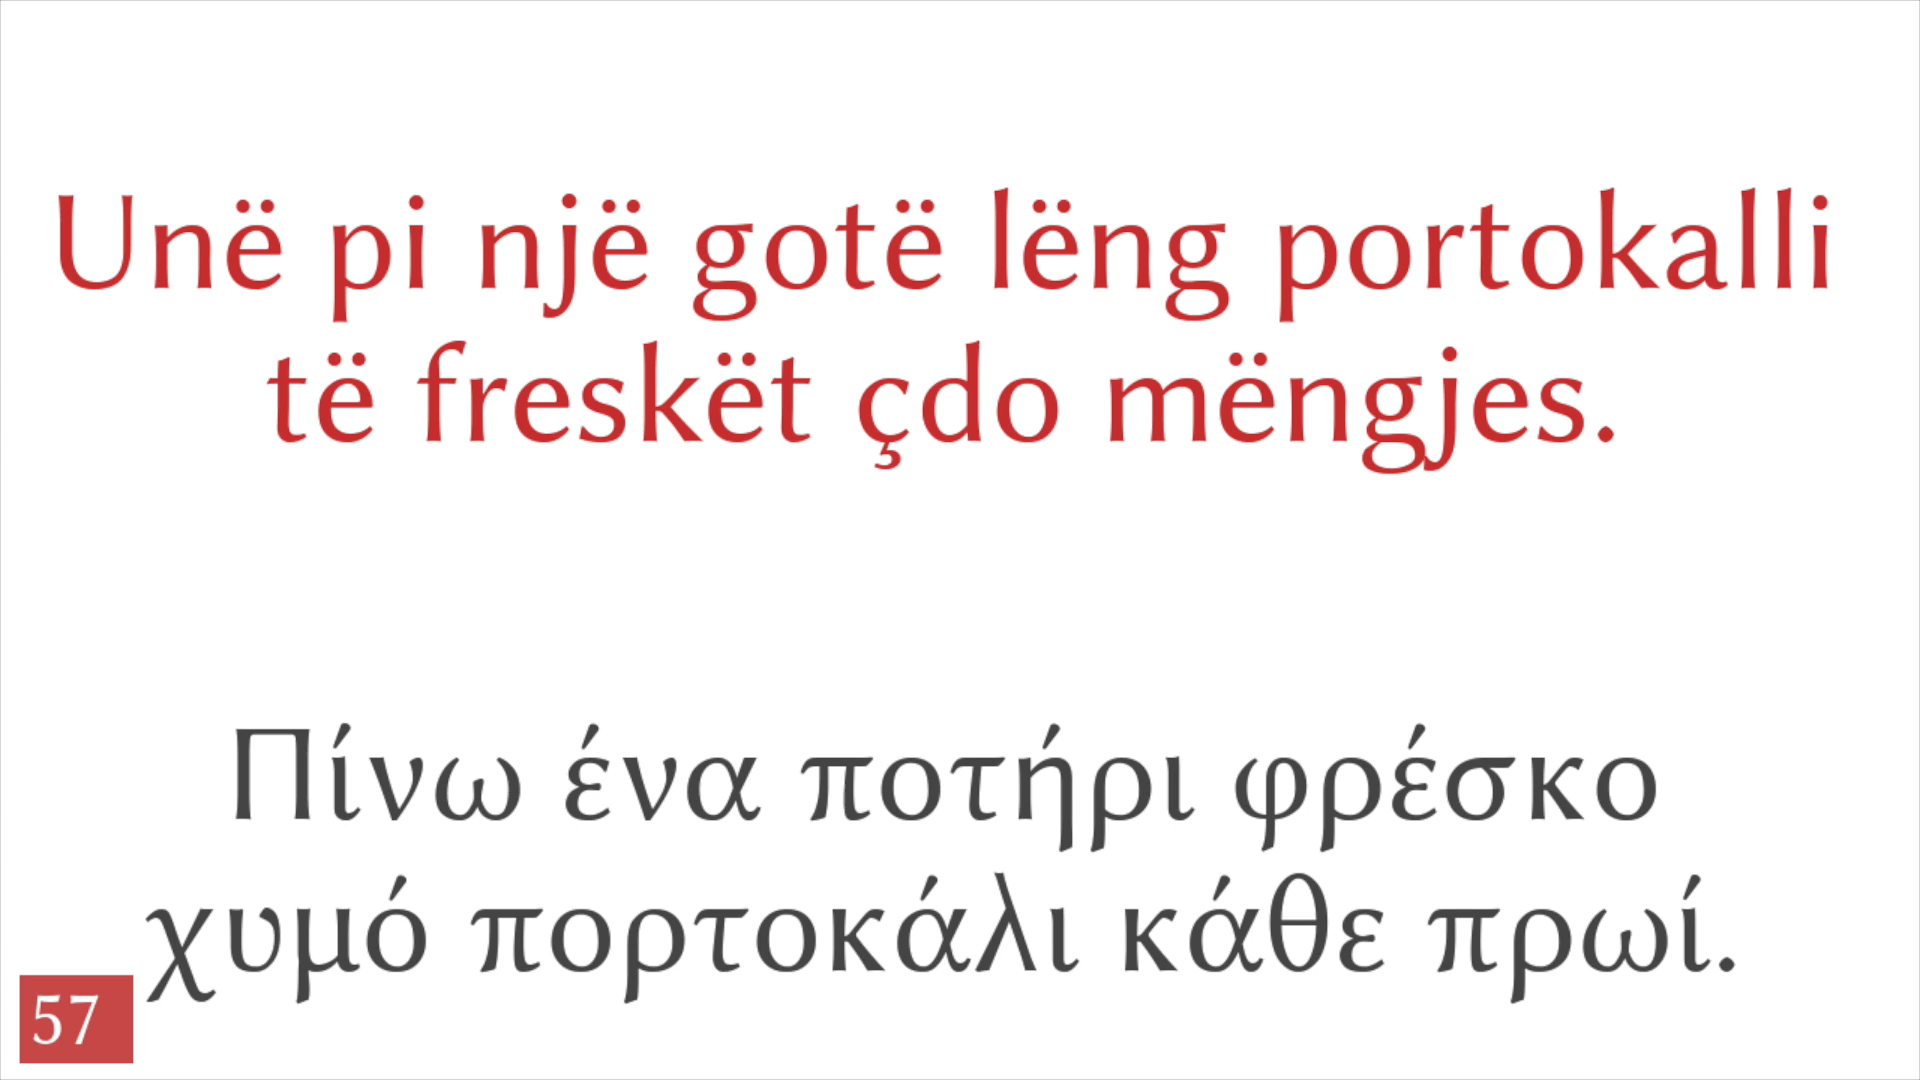 Unë pi një gotë lëng portokalli
të freskët çdo mëngjes.
Πίνω ένα ποτήρι φρέσκο
χυμό πορτοκάλι κάθε πρωί.
57